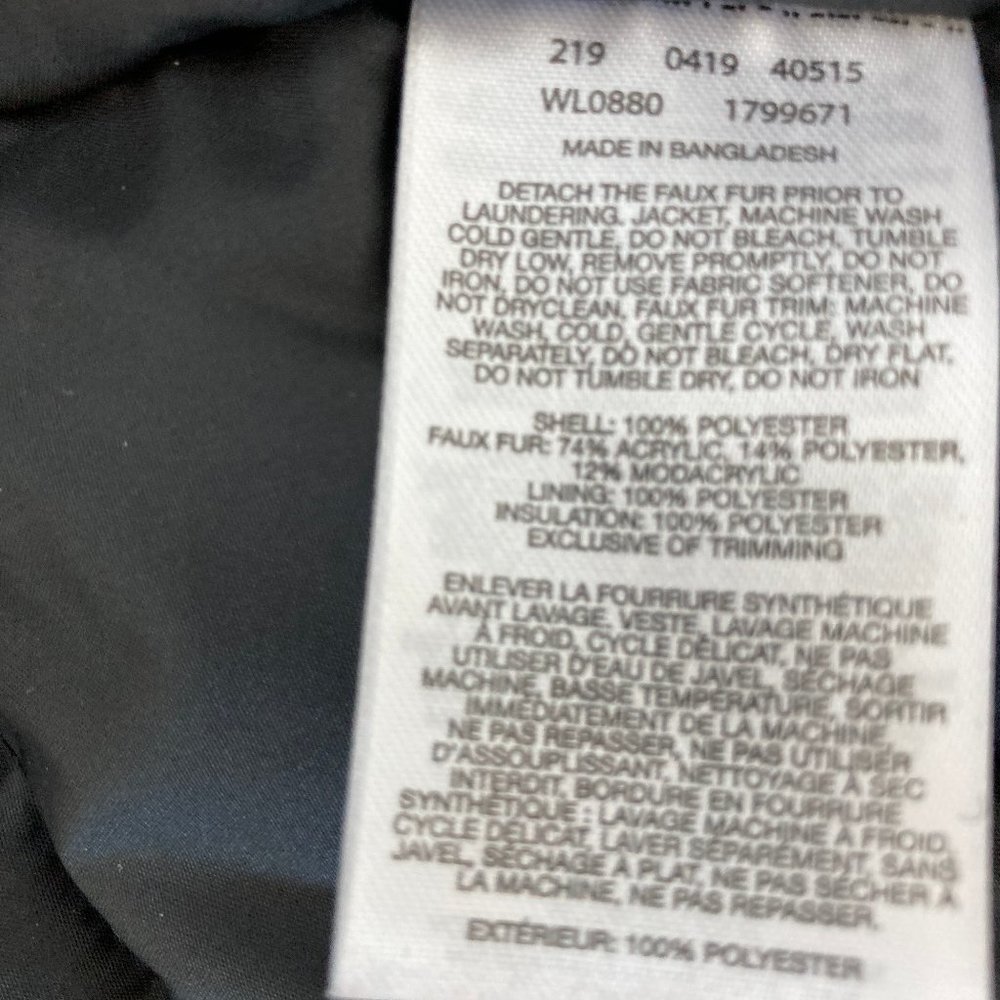 219 0419 40515
WL0880 1799671
MADE IN BANGLADESH
DETACH THE FAUX FUR PRIOR TO
LAUNDERING. JACKET, MACHINE WASH
COLD GENTLE, DO NOT BLEACH, TUMBLE
DRY LOW, REMOVE PROMPTLY, DO NOT
IRON, DO NOT USE FABRIC SOFTENER, DO
NOT DRYCLEAN. FAUX FUR TRIM: MACHINE
WASH, COLD, GENTLE CYCLE, WASH
SEPARATELY, DO NOT BLEACH, DRY FLAT,
DO NOT TUMBLE DRY, DO NOT IRON
SHELL: 100% POLYESTER
FAUX FUR: 74% ACRYLIC, 14% POLYESTER,
12% MODACRYLIC
LINING: 100% POLYESTER
INSULATION: 100% POLYESTER
EXCLUSIVE OF TRIMMING
ENLEVER LA FOURRURE SYNTHÉTIQUE
AVANT LAVAGE. VESTE, LAVAGE MACHINE
À FROID, CYCLE DÉLICAT, NE PAS
UTILISER D'EAU DE JAVEL, SÉCHAGE
MACHINE, BASSE TEMPÉRATURE, SORTIR
IMMÉDIATEMENT DE LA MACHINE,
NE PAS REPASSER, NE PAS UTILISER
D'ASSOUPLISSANT, NETTOYAGE À SEC
INTERDIT. BORDURE EN FOURRURE
SYNTHÉTIQUE : LAVAGE MACHINE À FROID,
CYCLE DÉLICAT, LAVER SÉPARÉMENT, SANS
JAVEL, SÉCHAGE À PLAT, NE PAS SÉCHER À
LA MACHINE, NE PAS REPASSER.
EXTÉRIEUR: 100% POLYESTER